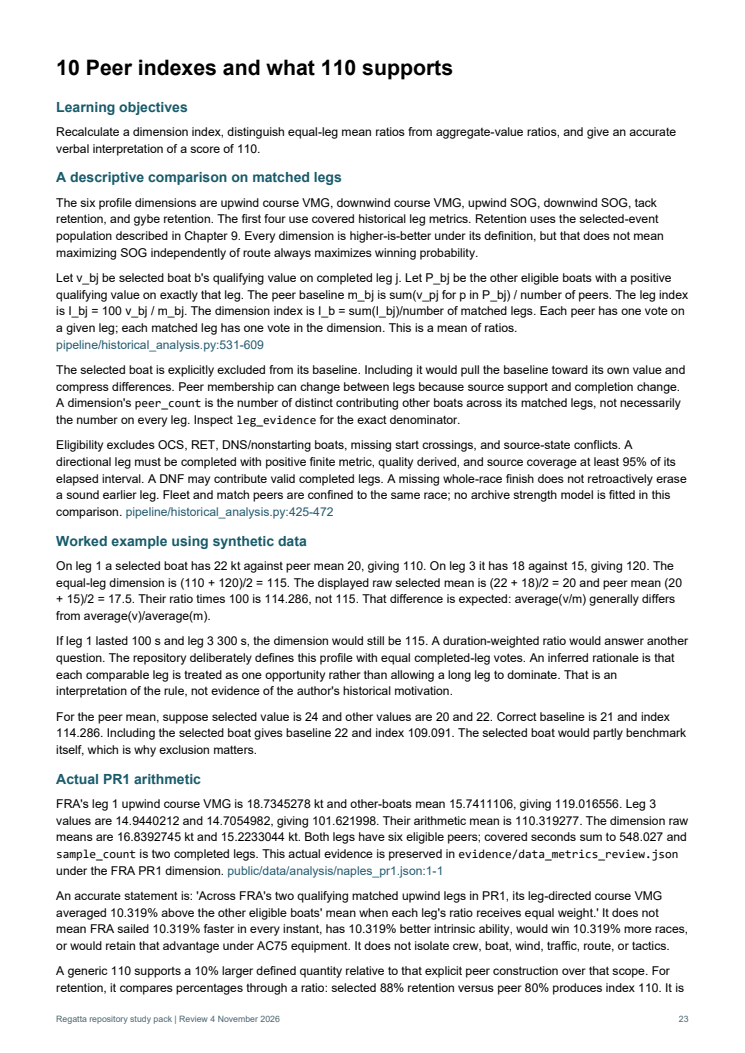 10 Peer indexes and what 110 supports
Learning objectives
Recalculate a dimension index, distinguish equal-leg mean ratios from aggregate-value ratios, and give an accurate
verbal interpretation of a score of 110.
A descriptive comparison on matched legs
The six profile dimensions are upwind course VMG, downwind course VMG, upwind SOG, downwind SOG, tack
retention, and gybe retention. The first four use covered historical leg metrics. Retention uses the selected-event
population described in Chapter 9. Every dimension is higher-is-better under its definition, but that does not mean
maximizing SOG independently of route always maximizes winning probability.
Let v_bj be selected boat b's qualifying value on completed leg j. Let P_bj be the other eligible boats with a positive
qualifying value on exactly that leg. The peer baseline m_bj is sum(v_pj for p in P_bj) / number of peers. The leg index
is I_bj = 100 v_bj / m_bj. The dimension index is I_b = sum(I_bj)/number of matched legs. Each peer has one vote on
a given leg; each matched leg has one vote in the dimension. This is a mean of ratios.
pipeline/historical_analysis.py:531-609
The selected boat is explicitly excluded from its baseline. Including it would pull the baseline toward its own value and
compress differences. Peer membership can change between legs because source support and completion change.
A dimension's peer_count is the number of distinct contributing other boats across its matched legs, not necessarily
the number on every leg. Inspect leg_evidence for the exact denominator.
Eligibility excludes OCS, RET, DNS/nonstarting boats, missing start crossings, and source-state conflicts. A
directional leg must be completed with positive finite metric, quality derived, and source coverage at least 95% of its
elapsed interval. A DNF may contribute valid completed legs. A missing whole-race finish does not retroactively erase
a sound earlier leg. Fleet and match peers are confined to the same race; no archive strength model is fitted in this
comparison. pipeline/historical_analysis.py:425-472
Worked example using synthetic data
On leg 1 a selected boat has 22 kt against peer mean 20, giving 110. On leg 3 it has 18 against 15, giving 120. The
equal-leg dimension is (110 + 120)/2 = 115. The displayed raw selected mean is (22 + 18)/2 = 20 and peer mean (20
+ 15)/2 = 17.5. Their ratio times 100 is 114.286, not 115. That difference is expected: average(v/m) generally differs
from average(v)/average(m).
If leg 1 lasted 100 s and leg 3 300 s, the dimension would still be 115. A duration-weighted ratio would answer another
question. The repository deliberately defines this profile with equal completed-leg votes. An inferred rationale is that
each comparable leg is treated as one opportunity rather than allowing a long leg to dominate. That is an
interpretation of the rule, not evidence of the author's historical motivation.
For the peer mean, suppose selected value is 24 and other values are 20 and 22. Correct baseline is 21 and index
114.286. Including the selected boat gives baseline 22 and index 109.091. The selected boat would partly benchmark
itself, which is why exclusion matters.
Actual PR1 arithmetic
FRA's leg 1 upwind course VMG is 18.7345278 kt and other-boats mean 15.7411106, giving 119.016556. Leg 3
values are 14.9440212 and 14.7054982, giving 101.621998. Their arithmetic mean is 110.319277. The dimension raw
means are 16.8392745 kt and 15.2233044 kt. Both legs have six eligible peers; covered seconds sum to 548.027 and
sample_count is two completed legs. This actual evidence is preserved in evidence/data_metrics_review.json
under the FRA PR1 dimension. public/data/analysis/naples_pr1.json:1-1
An accurate statement is: 'Across FRA's two qualifying matched upwind legs in PR1, its leg-directed course VMG
averaged 10.319% above the other eligible boats' mean when each leg's ratio receives equal weight.' It does not
mean FRA sailed 10.319% faster in every instant, has 10.319% better intrinsic ability, would win 10.319% more races,
or would retain that advantage under AC75 equipment. It does not isolate crew, boat, wind, traffic, route, or tactics.
A generic 110 supports a 10% larger defined quantity relative to that explicit peer construction over that scope. For
retention, it compares percentages through a ratio: selected 88% retention versus peer 80% produces index 110. It is
Regatta repository study pack | Review 4 November 2026
23